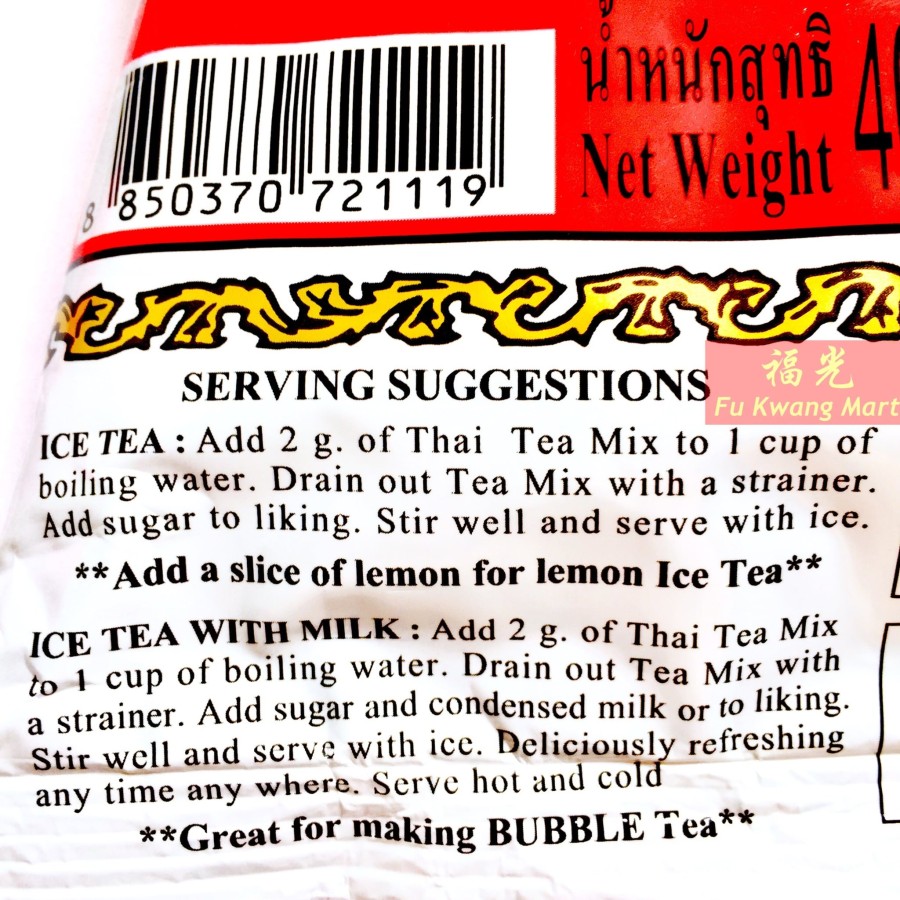 น้ำหนักสุทธิ
Net Weight
8 850370 721119
SERVING SUGGESTIONS
福光
Fu Kwang Mart
ICE TEA : Add 2 g. of Thai Tea Mix to 1 cup of
boiling water. Drain out Tea Mix with a strainer.
Add sugar to liking. Stir well and serve with ice.
**Add a slice of lemon for lemon Ice Tea**
ICE TEA WITH MILK : Add 2 g. of Thai Tea Mix
to 1 cup of boiling water. Drain out Tea Mix with
a strainer. Add sugar and condensed milk or to liking.
Stir well and serve with ice. Deliciously refreshing
any time any where. Serve hot and cold
**Great for making BUBBLE Tea**